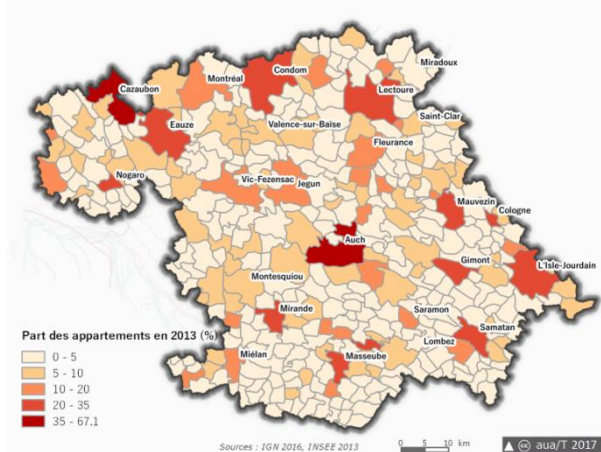 Miradoux
Condom
Montréal
Cazaubon
Lectoure
Saint-Clar
Eauze
Valence-sur-Baïse
Fleurance
Nogaro
Vic-Fezensac
Jegun
Mauvezin
Cologne
Auch
Gimont
L'Isle-Jourdain
Montesquiou
Mirande
Saramon
Samatan
Lombez
Miélan
Masseube
Part des appartements en 2013 (%)
0 - 5
5 - 10
10 - 20
20 - 35
35 - 67.1
Sources : IGN 2016, INSEE 2013
0 5 10 km
cc aua/T 2017